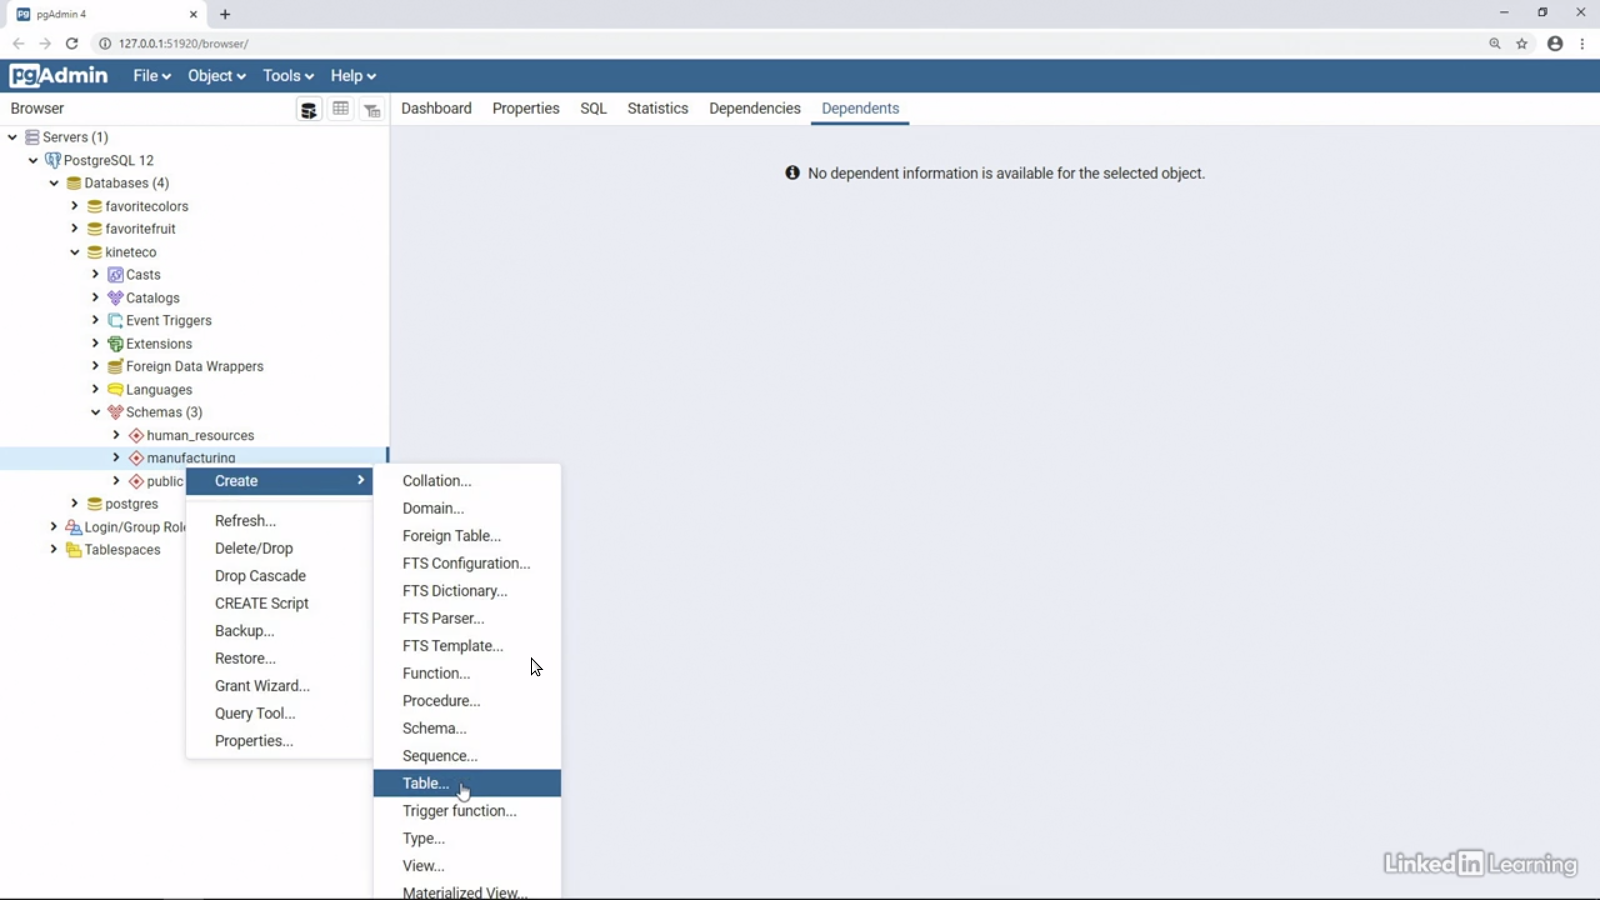 pgAdmin 4
127.0.0.1:51920/browser/
pgAdmin File Object Tools Help
Browser
Dashboard Properties SQL Statistics Dependencies Dependents
Servers (1)
PostgreSQL 12
Databases (4)
favoritecolors
favoritefruit
kineteco
Casts
Catalogs
Event Triggers
Extensions
Foreign Data Wrappers
Languages
Schemas (3)
human_resources
manufacturing
public
postgres
Login/Group Role
Tablespaces
No dependent information is available for the selected object.
Create
Refresh...
Delete/Drop
Drop Cascade
CREATE Script
Backup...
Restore...
Grant Wizard...
Query Tool...
Properties...
Collation...
Domain...
Foreign Table...
FTS Configuration...
FTS Dictionary...
FTS Parser...
FTS Template...
Function...
Procedure...
Schema...
Sequence...
Table...
Trigger function...
Type...
View...
Materialized View...
Linked in Learning